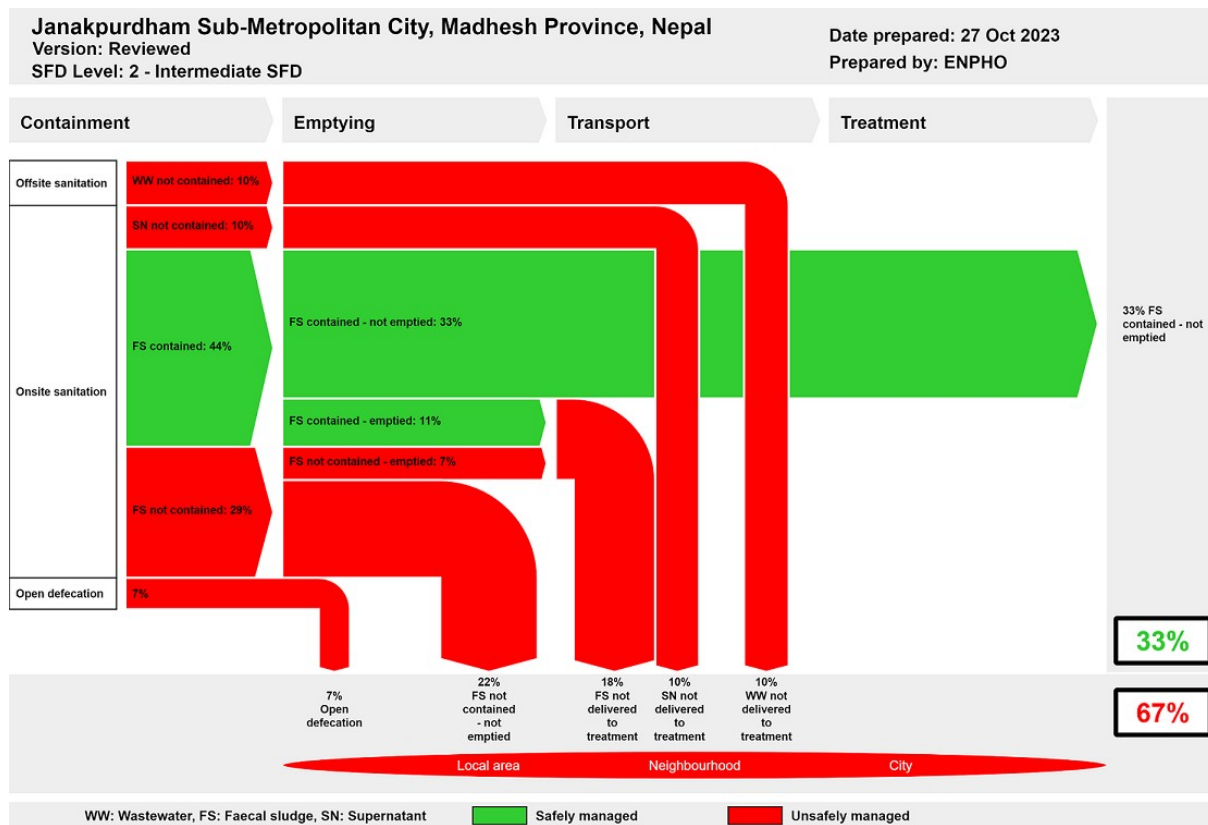 Janakpurdham Sub-Metropolitan City, Madhesh Province, Nepal
Version: Reviewed
SFD Level: 2 - Intermediate SFD
Date prepared: 27 Oct 2023
Prepared by: ENPHO
Containment
Emptying
Transport
Treatment
Offsite sanitation
WW not contained: 10%
SN not contained: 10%
Onsite sanitation
FS contained: 44%
FS contained - not emptied: 33%
33% FS
contained - not
emptied
FS contained - emptied: 11%
FS not contained - emptied: 7%
FS not contained: 29%
Open defecation
7%
33%
7%
Open
defecation
22%
FS not
contained
- not
emptied
18%
FS not
delivered
to
treatment
10%
SN not
delivered
to
treatment
10%
WW not
delivered
to
treatment
67%
Local area
Neighbourhood
City
WW: Wastewater, FS: Faecal sludge, SN: Supernatant
Safely managed
Unsafely managed